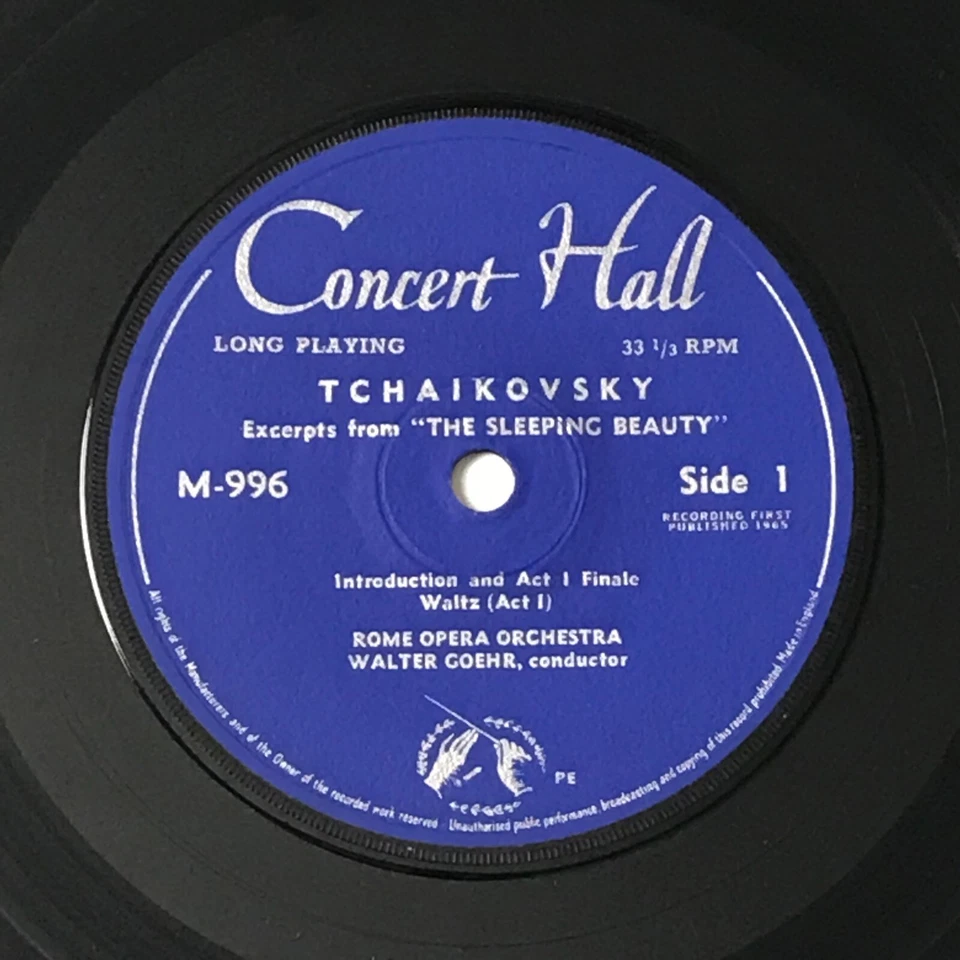 Concert Hall
LONG PLAYING 33 1/3 RPM
TCHAIKOVSKY
Excerpts from “THE SLEEPING BEAUTY”
M-996 Side 1
RECORDING FIRST
PUBLISHED 1965
Introduction and Act I Finale
Waltz (Act I)
ROME OPERA ORCHESTRA
WALTER GOEHR, conductor
PE
All rights of the Manufacturers and of the Owner of the recorded work reserved · Unauthorised public performance, broadcasting and copying of this record prohibited. Made in England